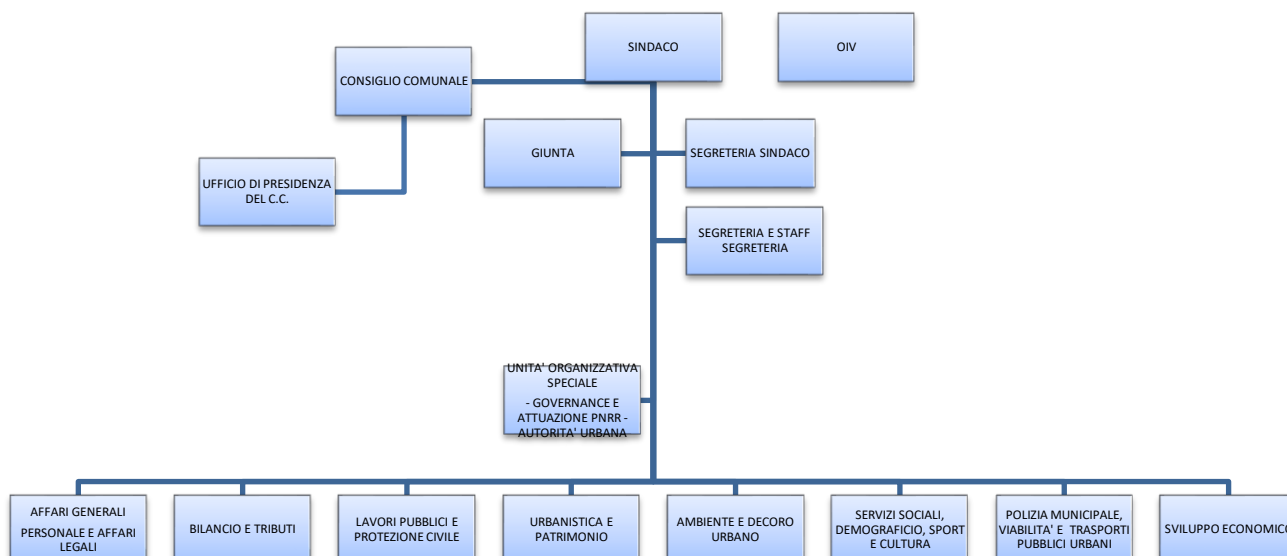 SINDACO
OIV
CONSIGLIO COMUNALE
GIUNTA
SEGRETERIA SINDACO
UFFICIO DI PRESIDENZA
DEL C.C.
SEGRETERIA E STAFF
SEGRETERIA
UNITA' ORGANIZZATIVA
SPECIALE
- GOVERNANCE E
ATTUAZIONE PNRR -
AUTORITA' URBANA
AFFARI GENERALI
PERSONALE E AFFARI
LEGALI
BILANCIO E TRIBUTI
LAVORI PUBBLICI E
PROTEZIONE CIVILE
URBANISTICA E
PATRIMONIO
AMBIENTE E DECORO
URBANO
SERVIZI SOCIALI,
DEMOGRAFICIO, SPORT
E CULTURA
POLIZIA MUNICIPALE,
VIABILITA' E TRASPORTI
PUBBLICI URBANI
SVILUPPO ECONOMICO